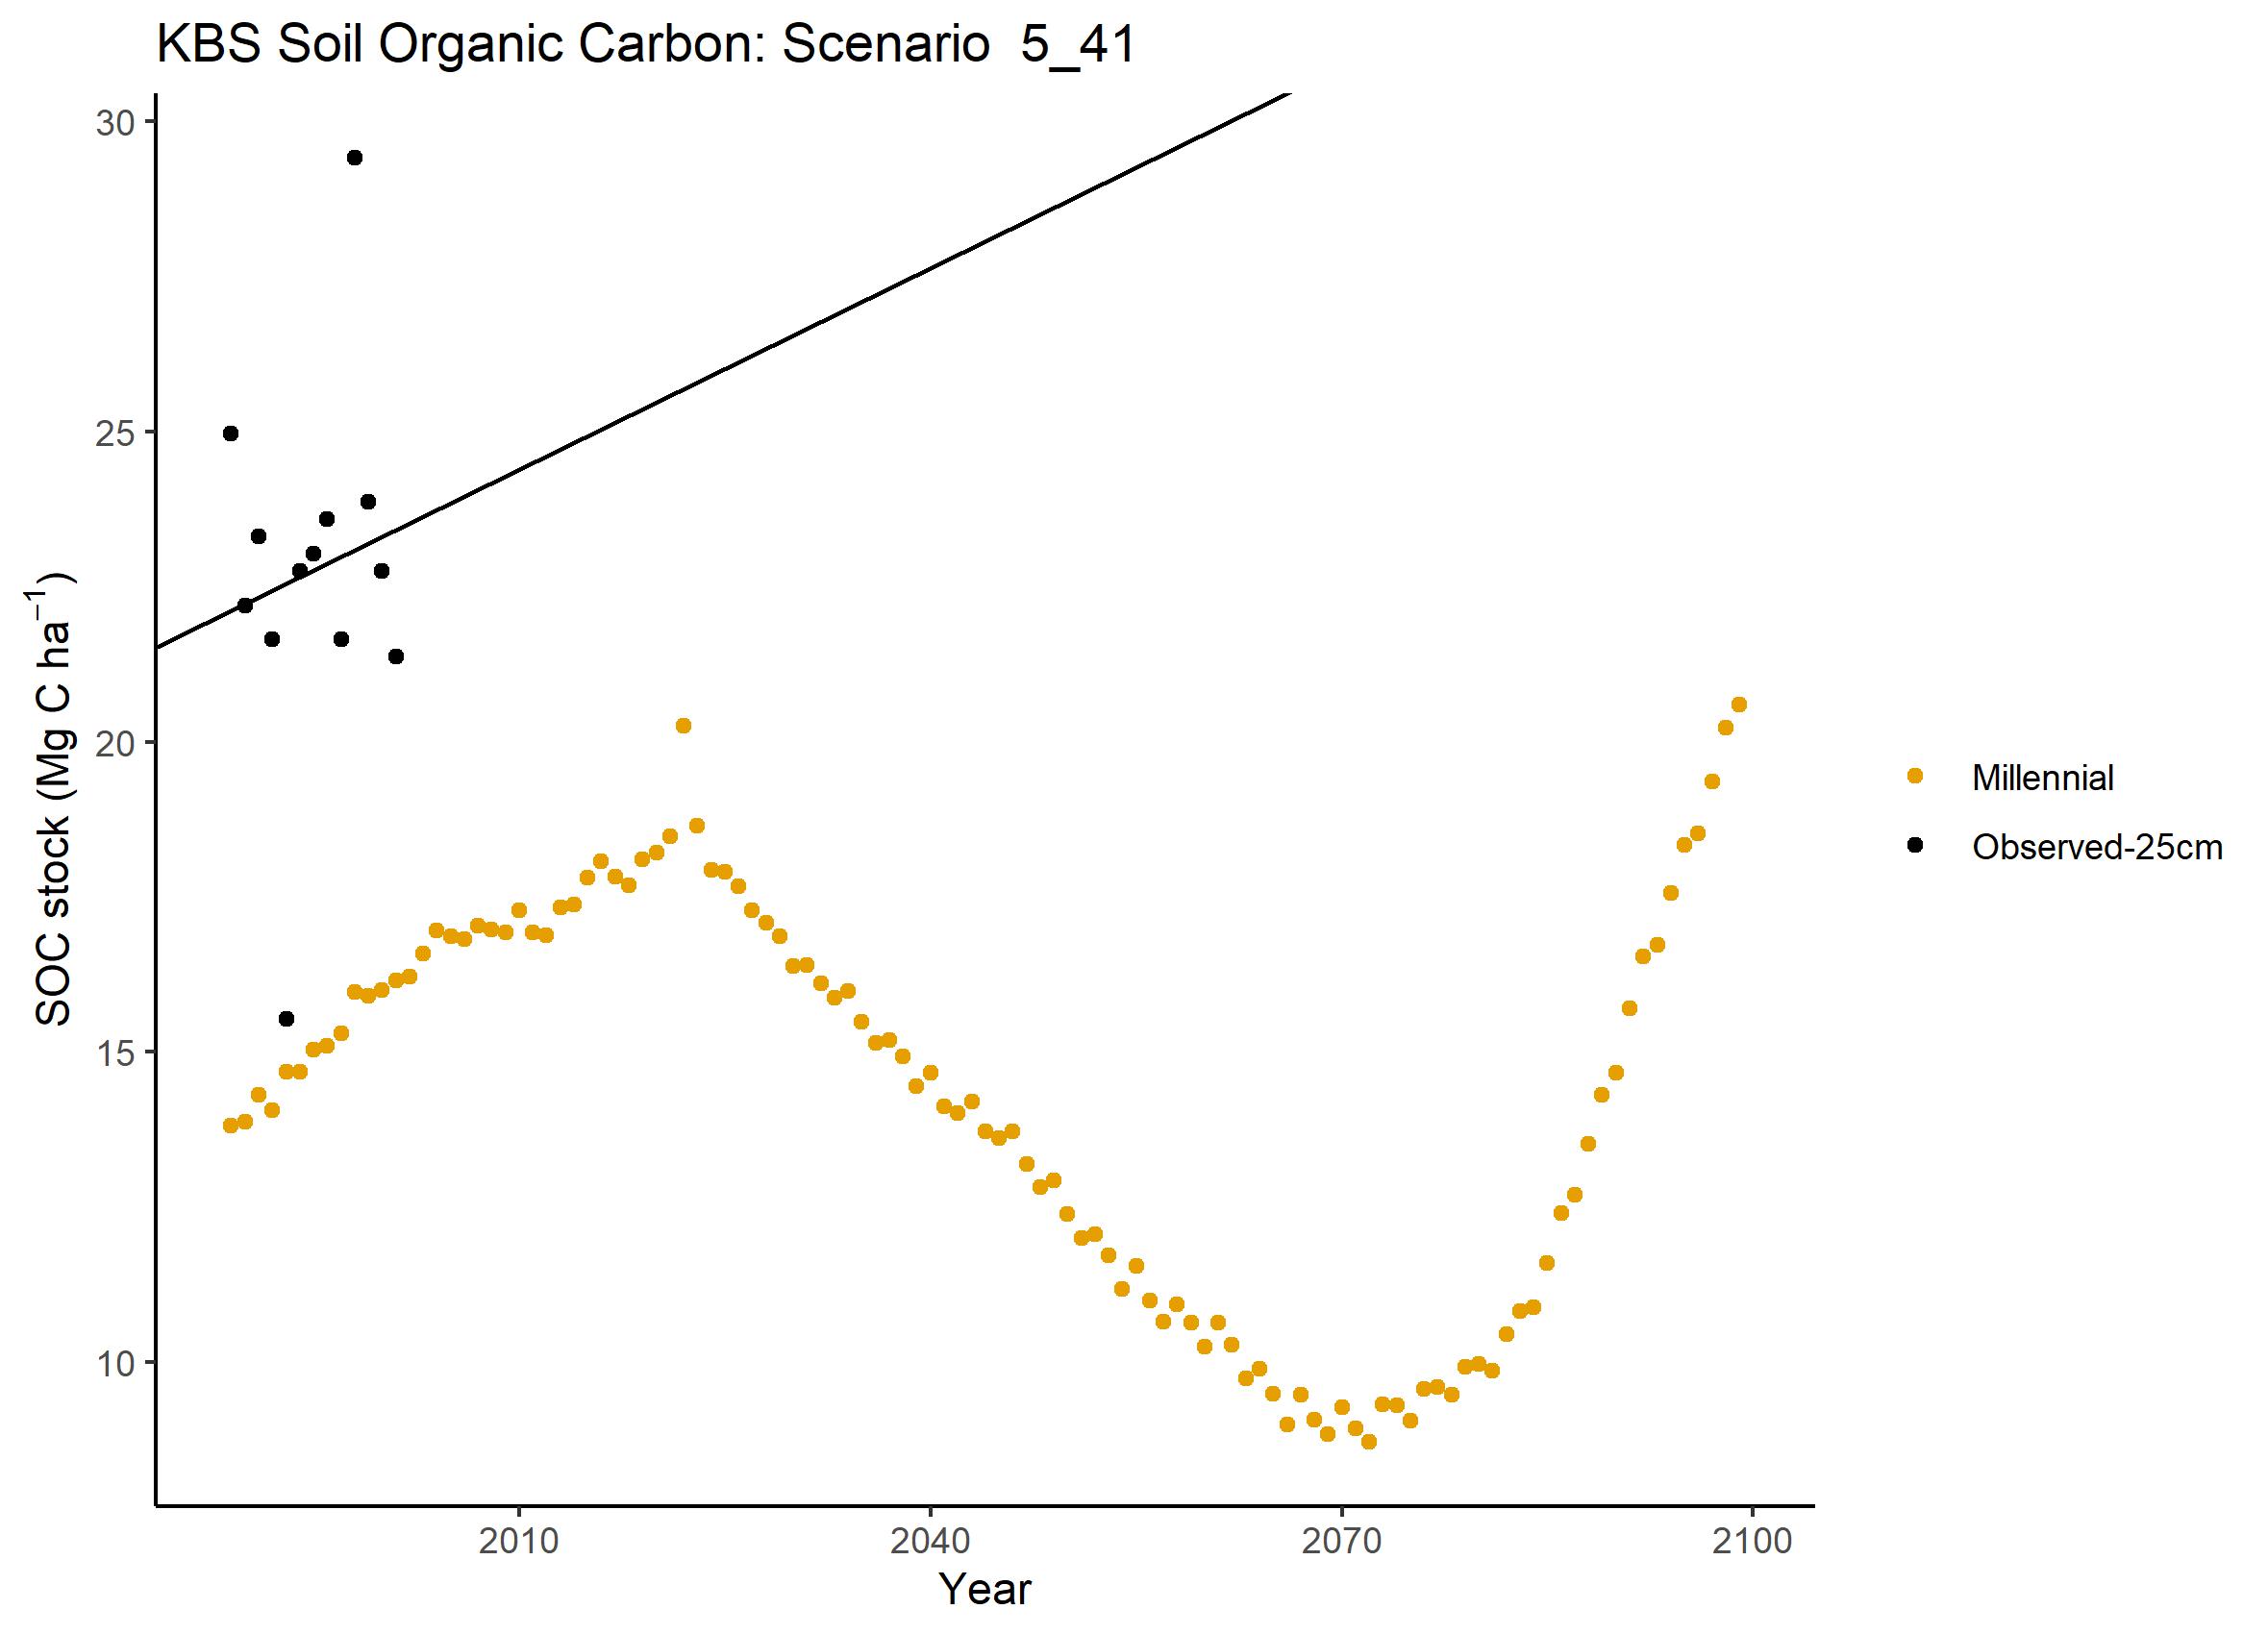 KBS Soil Organic Carbon: Scenario  5_41
30
25
20
15
10
SOC stock (Mg C ha⁻¹)
2010 2040 2070 2100
Year
Millennial
Observed-25cm